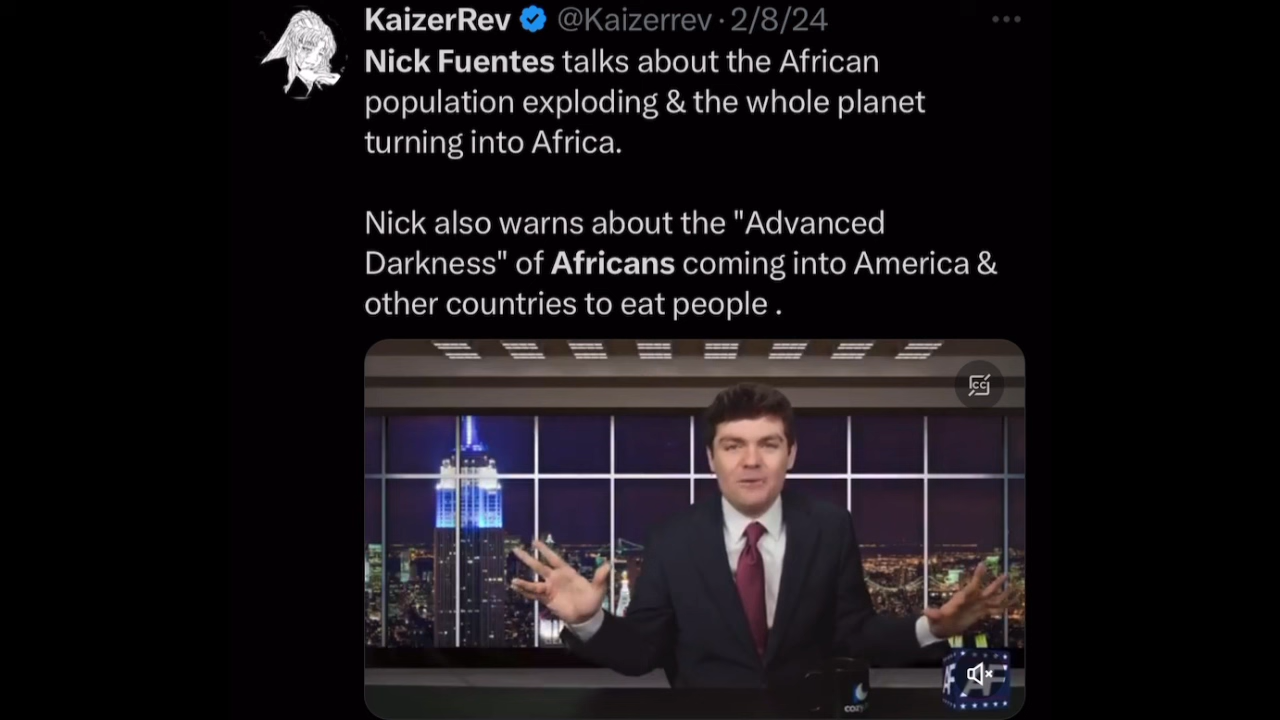 KaizerRev @Kaizerrev · 2/8/24
Nick Fuentes talks about the African
population exploding & the whole planet
turning into Africa.
Nick also warns about the "Advanced
Darkness" of Africans coming into America &
other countries to eat people .
CC
AF